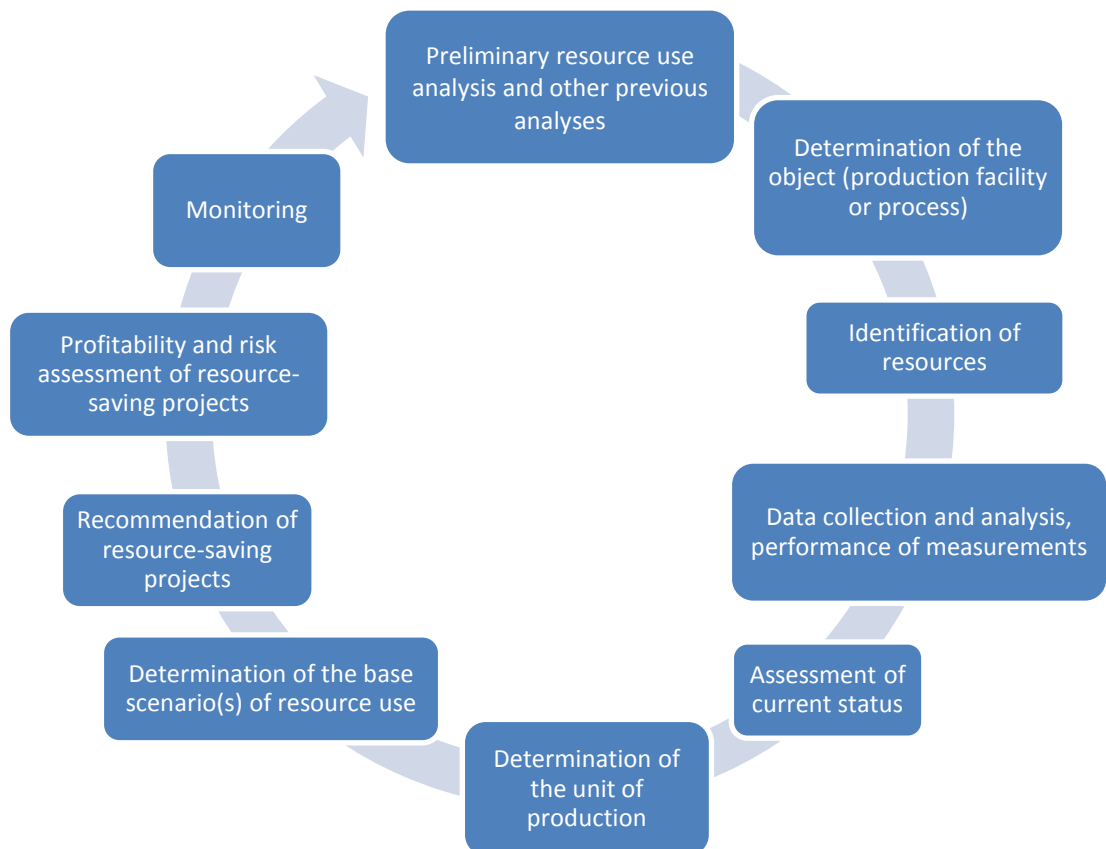 Preliminary resource use
analysis and other previous
analyses
Determination of the
object (production facility
or process)
Identification of
resources
Data collection and analysis,
performance of measurements
Assessment of
current status
Determination of
the unit of
production
Determination of the base
scenario(s) of resource use
Recommendation of
resource-saving
projects
Profitability and risk
assessment of resource-
saving projects
Monitoring